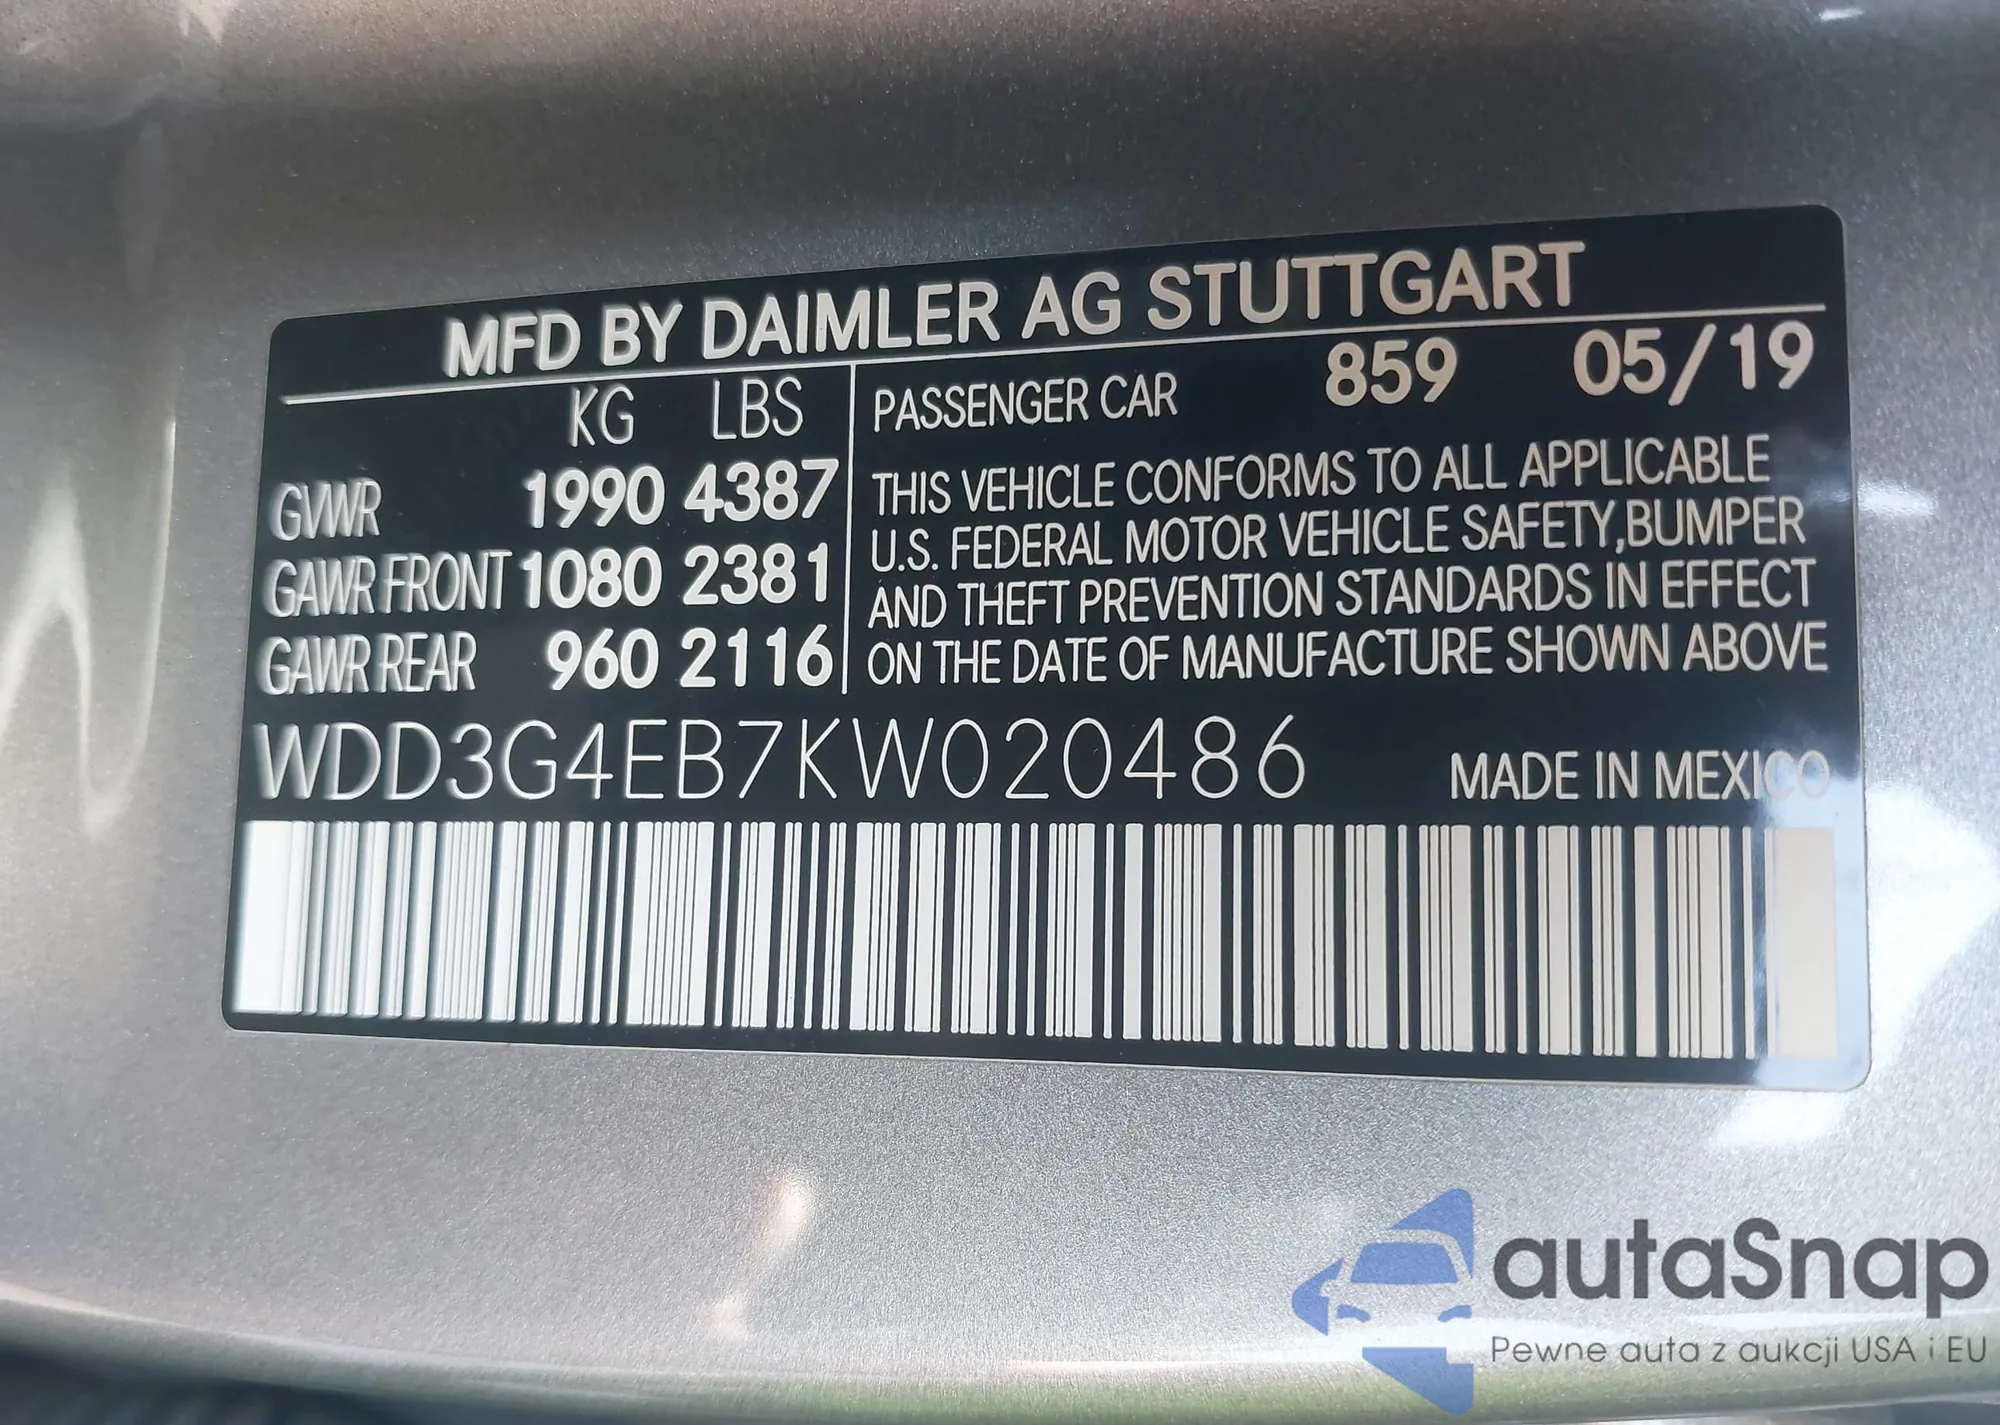 MFD BY DAIMLER AG STUTTGART
KG LBS
GVWR 1990 4387
GAWR FRONT 1080 2381
GAWR REAR 960 2116
PASSENGER CAR 859 05/19
THIS VEHICLE CONFORMS TO ALL APPLICABLE
U.S. FEDERAL MOTOR VEHICLE SAFETY,BUMPER
AND THEFT PREVENTION STANDARDS IN EFFECT
ON THE DATE OF MANUFACTURE SHOWN ABOVE
WDD3G4EB7KW020486 MADE IN MEXICO
autaSnap
Pewne auta z aukcji USA i EU